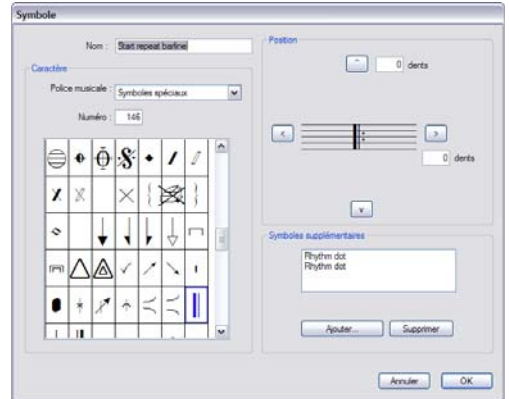 Symbole
Nom : Start repeat barline
Caractère
Police musicale : Symboles spéciaux
Numéro : 146
Position
0 dents
0 dents
Symboles supplémentaires
Rhythm dot
Rhythm dot
Ajouter... Supprimer
Annuler OK